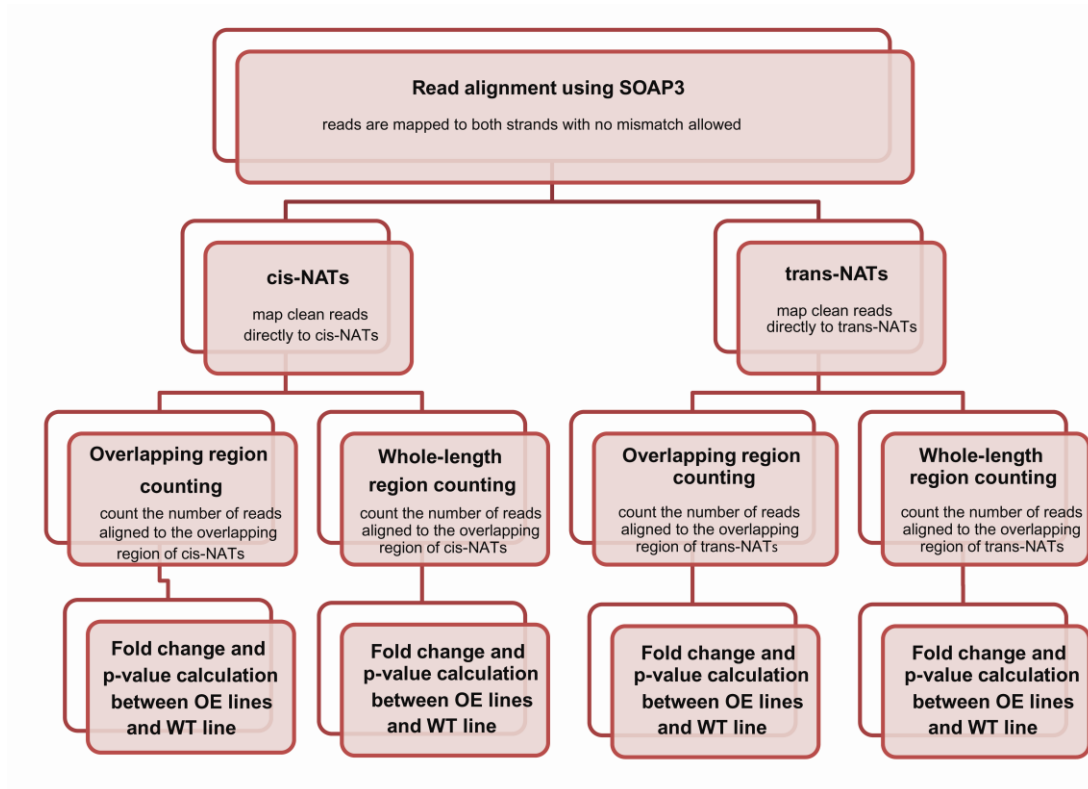 Read alignment using SOAP3
reads are mapped to both strands with no mismatch allowed
cis-NATs
map clean reads
directly to cis-NATs
trans-NATs
map clean reads
directly to trans-NATs
Overlapping region
counting
count the number of reads
aligned to the overlapping
region of cis-NATs
Whole-length
region counting
count the number of reads
aligned to the overlapping
region of cis-NATs
Overlapping region
counting
count the number of reads
aligned to the overlapping
region of trans-NATs
Whole-length
region counting
count the number of reads
aligned to the overlapping
region of trans-NATs
Fold change and
p-value calculation
between OE lines
and WT line
Fold change and
p-value calculation
between OE lines
and WT line
Fold change and
p-value calculation
between OE lines
and WT line
Fold change and
p-value calculation
between OE lines
and WT line